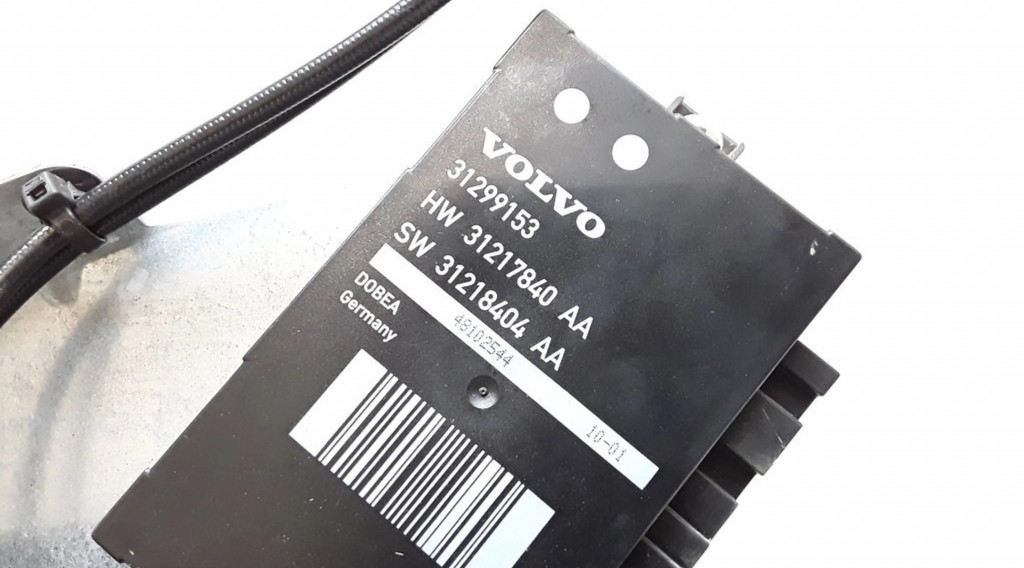 VOLVO
31299153
HW 31217840 AA
SW 31218404 AA
48102544 10-01
DOBEA
Germany